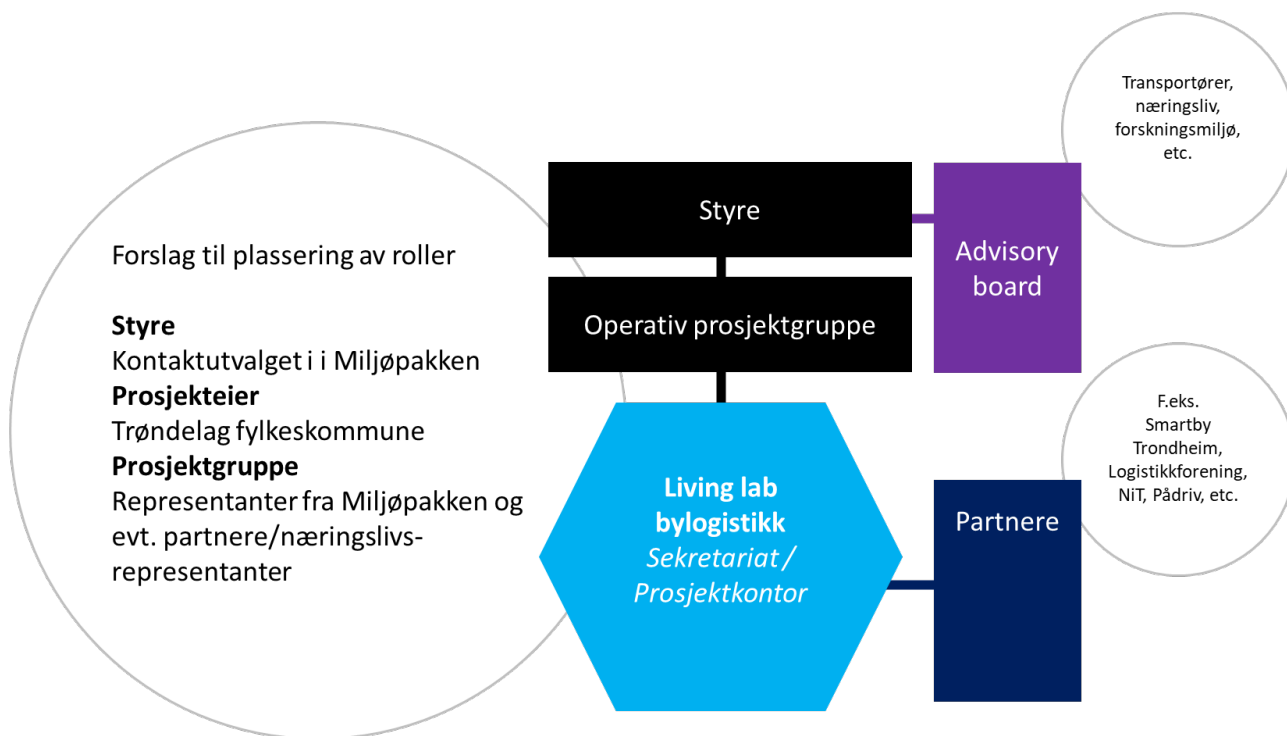 Forslag til plassering av roller
Styre
Kontaktutvalget i i Miljøpakken
Prosjekteier
Trøndelag fylkeskommune
Prosjektgruppe
Representanter fra Miljøpakken og
evt. partnere/næringslivs-
representanter
Styre
Operativ prosjektgruppe
Living lab
bylogistikk
Sekretariat /
Prosjektkontor
Advisory
board
Partnere
Transportører,
næringsliv,
forskningsmiljø,
etc.
F.eks.
Smartby
Trondheim,
Logistikkforening,
NiT, Pådriv, etc.